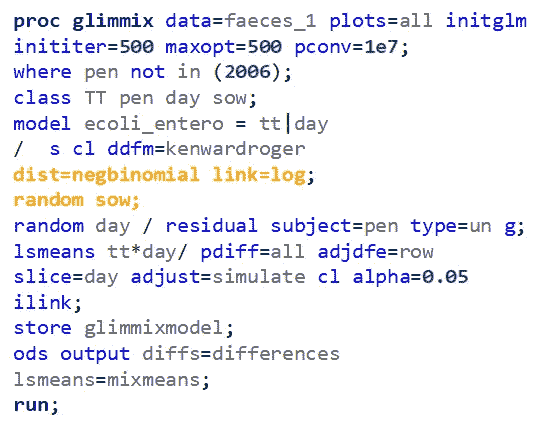 proc glimmix data=faeces_1 plots=all initglm
inititer=500 maxopt=500 pconv=1e7;
where pen not in (2006);
class TT pen day sow;
model ecoli_entero = tt|day
/ s cl ddfm=kenwardroger
dist=negbinomial link=log;
random sow;
random day / residual subject=pen type=un g;
lsmeans tt*day/ pdiff=all adjdfe=row
slice=day adjust=simulate cl alpha=0.05
ilink;
store glimmixmodel;
ods output diffs=differences
lsmeans=mixmeans;
run;